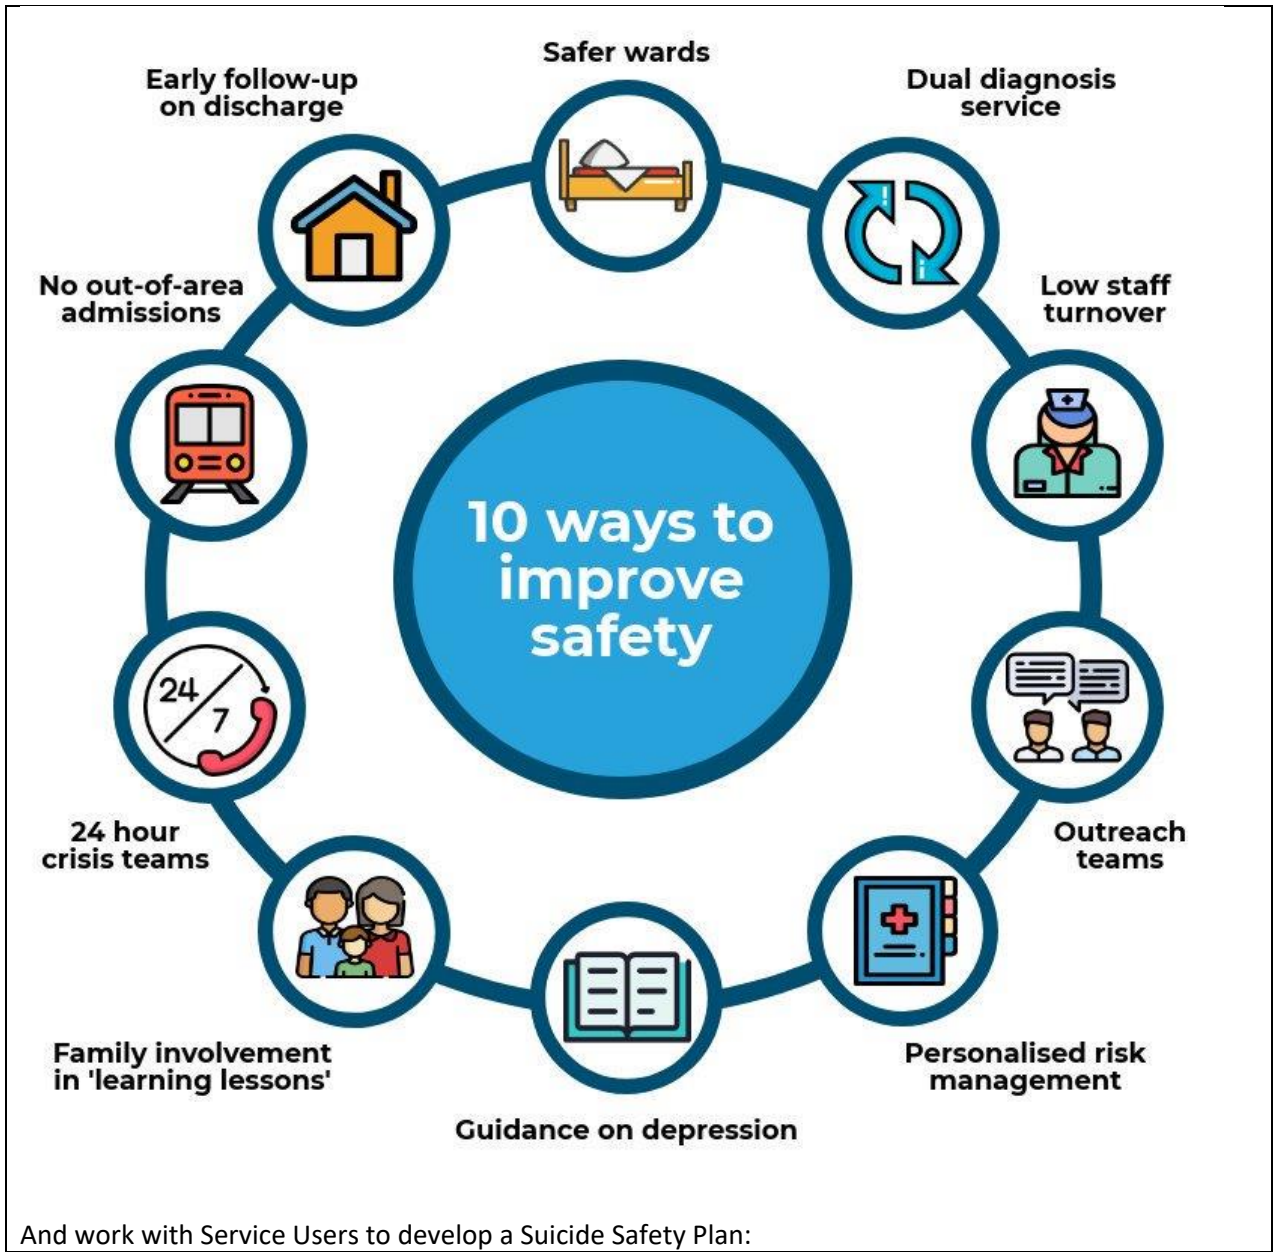 Safer wards
Dual diagnosis
service
Low staff
turnover
Outreach
teams
Personalised risk
management
Guidance on depression
Family involvement
in 'learning lessons'
24 hour
crisis teams
24
7
No out-of-area
admissions
Early follow-up
on discharge
10 ways to
improve
safety
And work with Service Users to develop a Suicide Safety Plan: